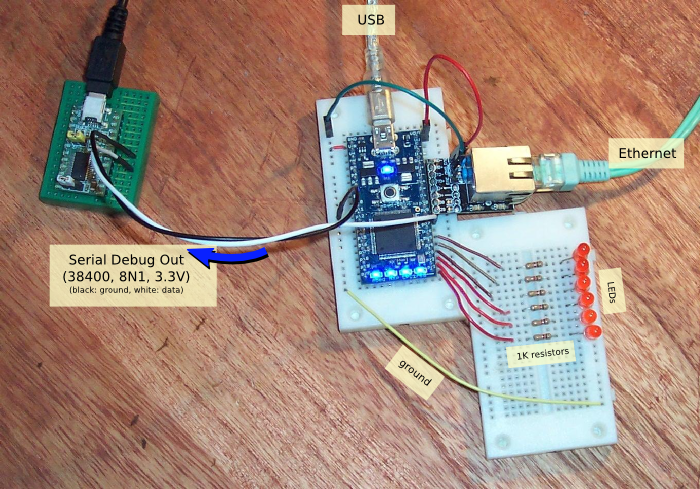 USB
Ethernet
Serial Debug Out
(38400, 8N1, 3.3V)
(black: ground, white: data)
LEDs
1K resistors
ground